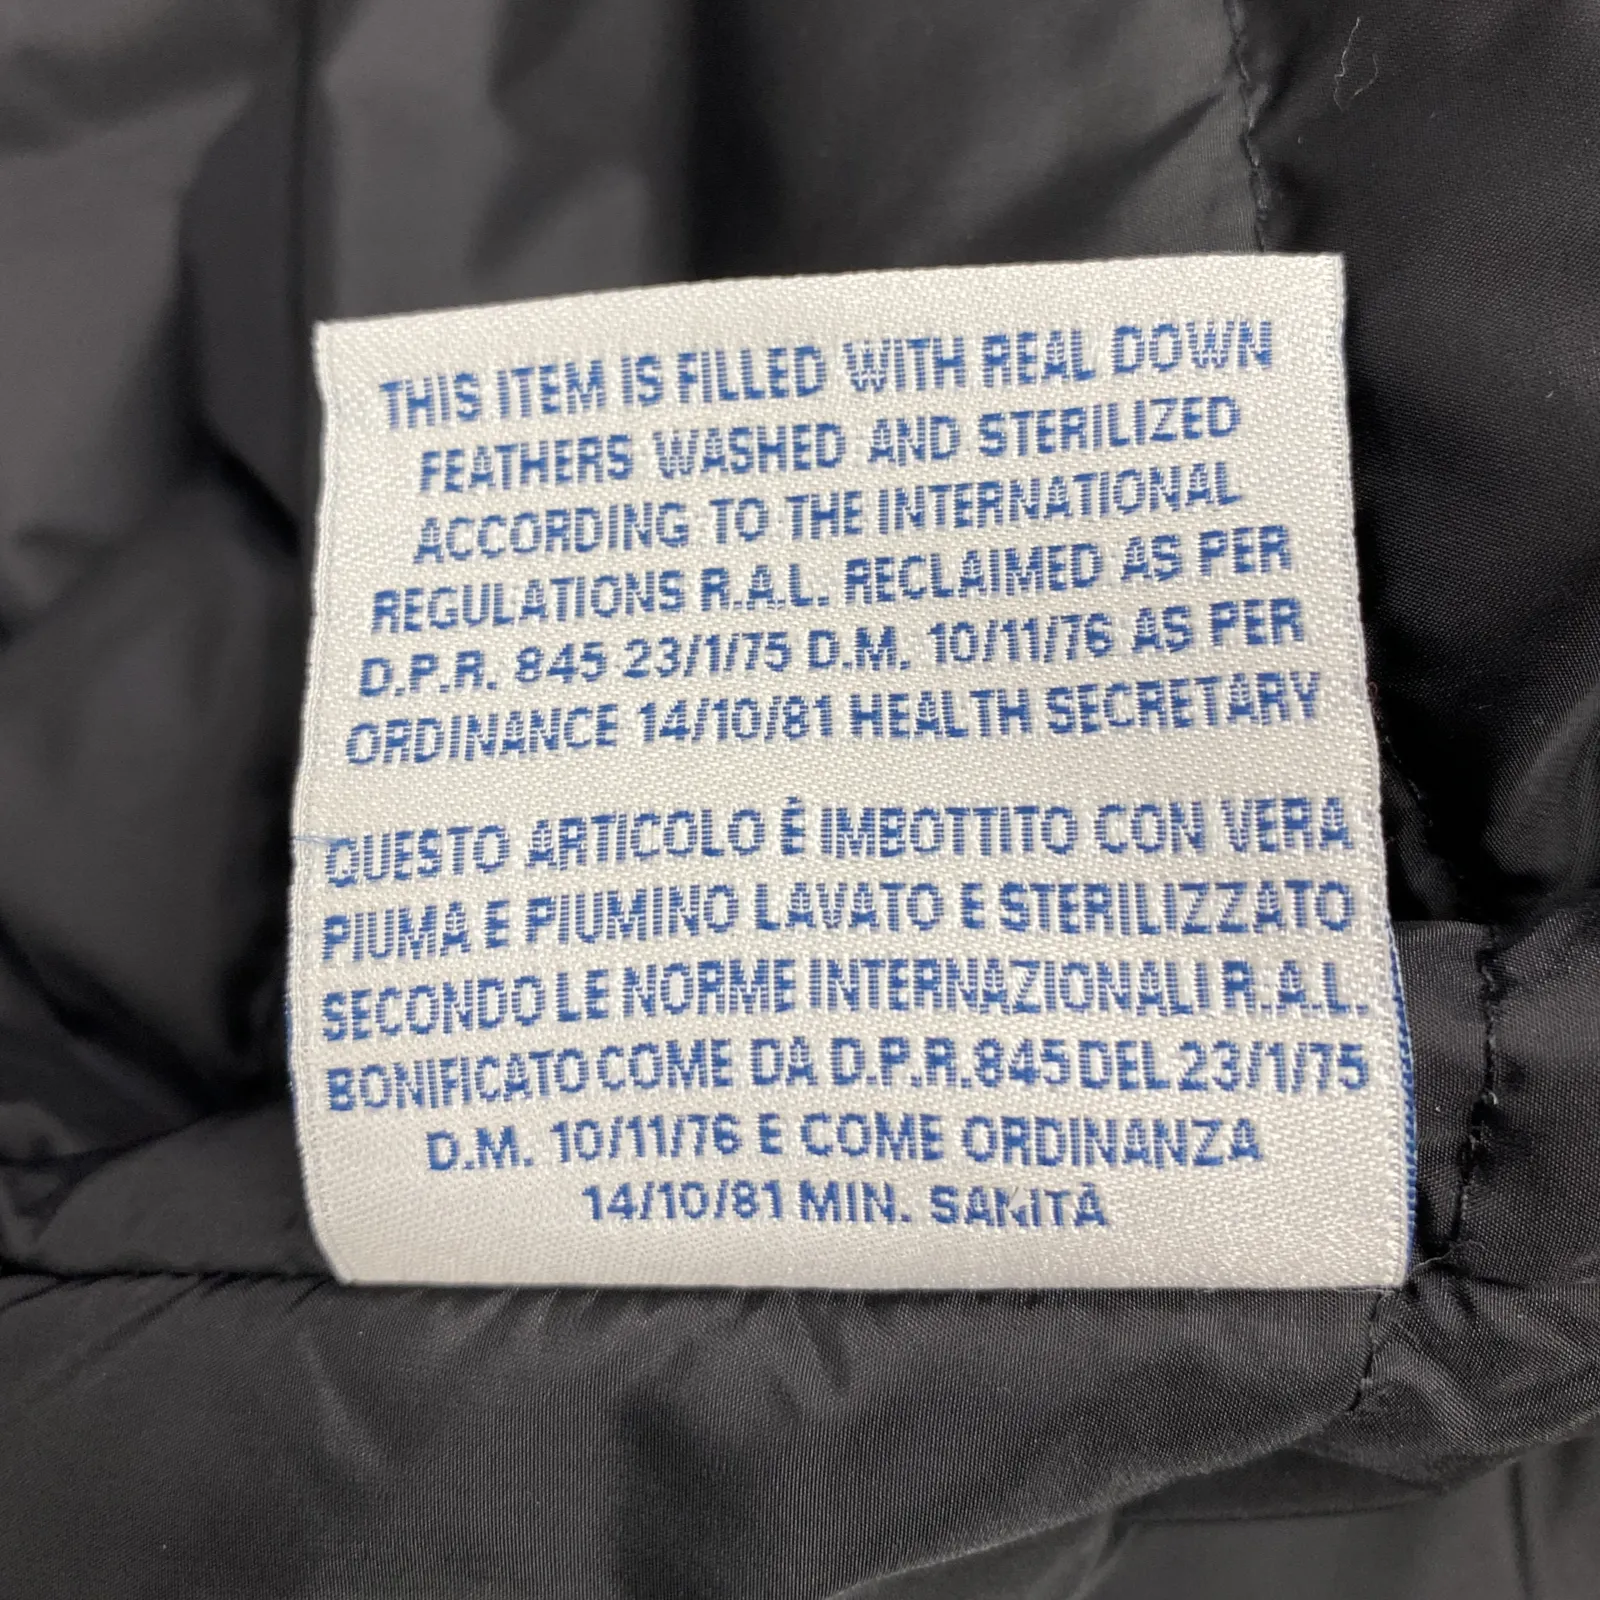 THIS ITEM IS FILLED WITH REAL DOWN
FEATHERS WASHED AND STERILIZED
ACCORDING TO THE INTERNATIONAL
REGULATIONS R.A.L. RECLAIMED AS PER
D.P.R. 845 23/1/75 D.M. 10/11/76 AS PER
ORDINANCE 14/10/81 HEALTH SECRETARY
QUESTO ARTICOLO È IMBOTTITO CON VERA
PIUMA E PIUMINO LAVATO E STERILIZZATO
SECONDO LE NORME INTERNAZIONALI R.A.L.
BONIFICATO COME DA D.P.R. 845 DEL 23/1/75
D.M. 10/11/76 E COME ORDINANZA
14/10/81 MIN. SANITÀ